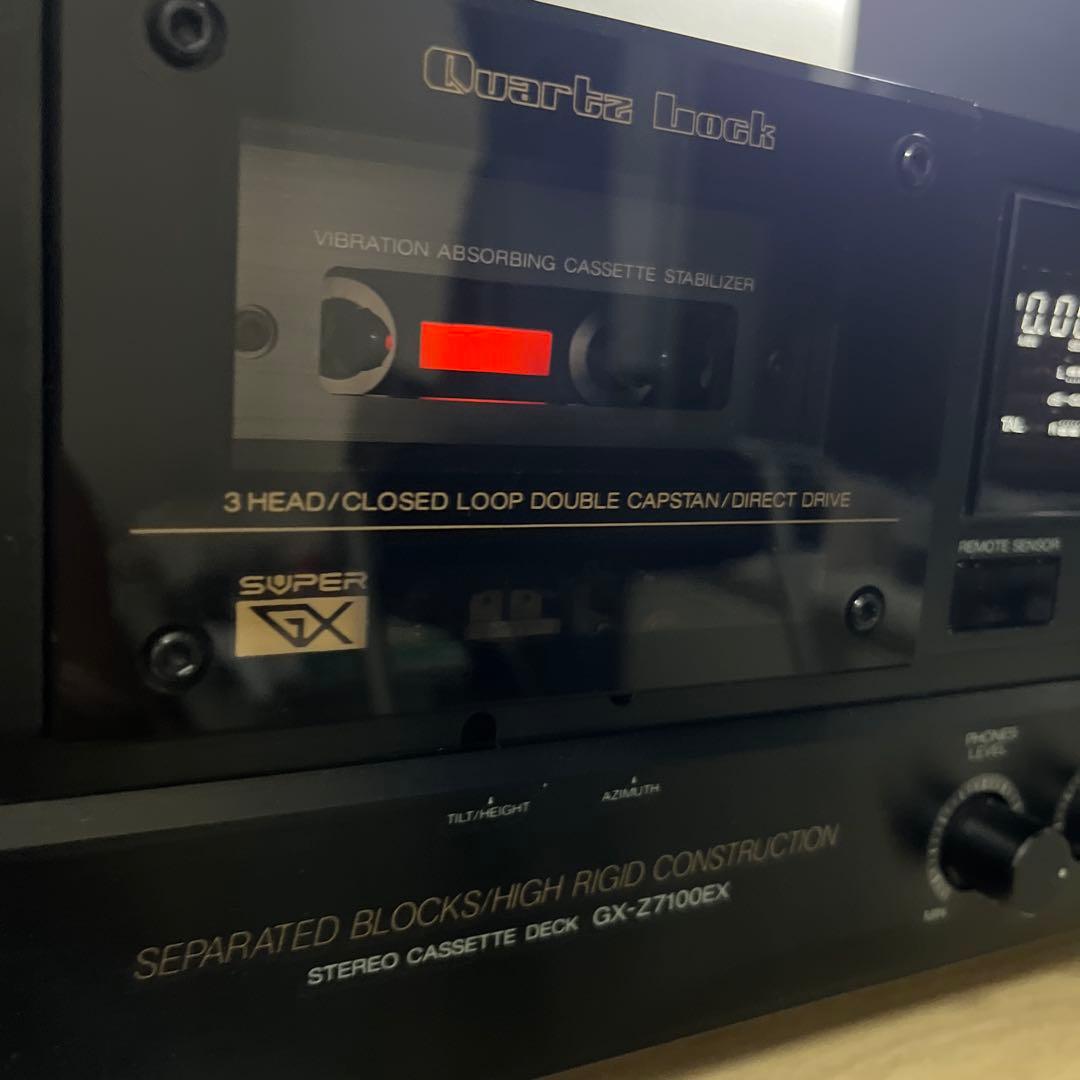 Quartz Lock
VIBRATION ABSORBING CASSETTE STABILIZER
3 HEAD/CLOSED LOOP DOUBLE CAPSTAN/DIRECT DRIVE
SUPER
GX
REMOTE SENSOR
PHONES
LEVEL
MIN
TILT/HEIGHT
AZIMUTH
SEPARATED BLOCKS/HIGH RIGID CONSTRUCTION
STEREO CASSETTE DECK GX-Z7100EX